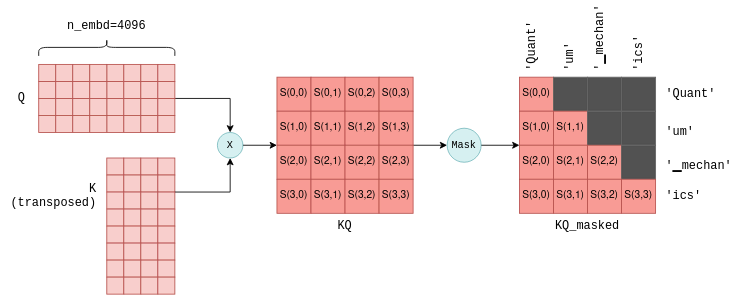 n_embd=4096
Q
K
(transposed)
X
S(0,0) S(0,1) S(0,2) S(0,3)
S(1,0) S(1,1) S(1,2) S(1,3)
S(2,0) S(2,1) S(2,2) S(2,3)
S(3,0) S(3,1) S(3,2) S(3,3)
KQ
Mask
'Quant'
'um'
'▁mechan'
'ics'
S(0,0) 'Quant'
S(1,0) S(1,1) 'um'
S(2,0) S(2,1) S(2,2) '▁mechan'
S(3,0) S(3,1) S(3,2) S(3,3) 'ics'
KQ_masked